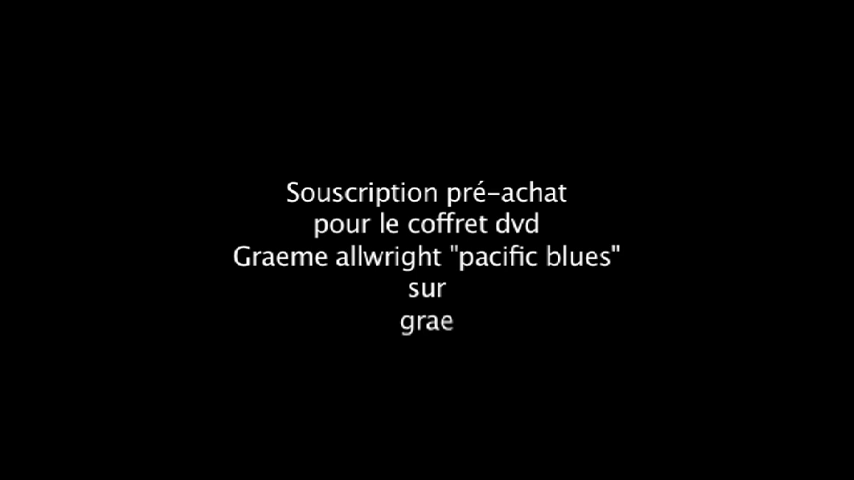 Souscription pré-achat
pour le coffret dvd
Graeme allwright "pacific blues"
sur
grae